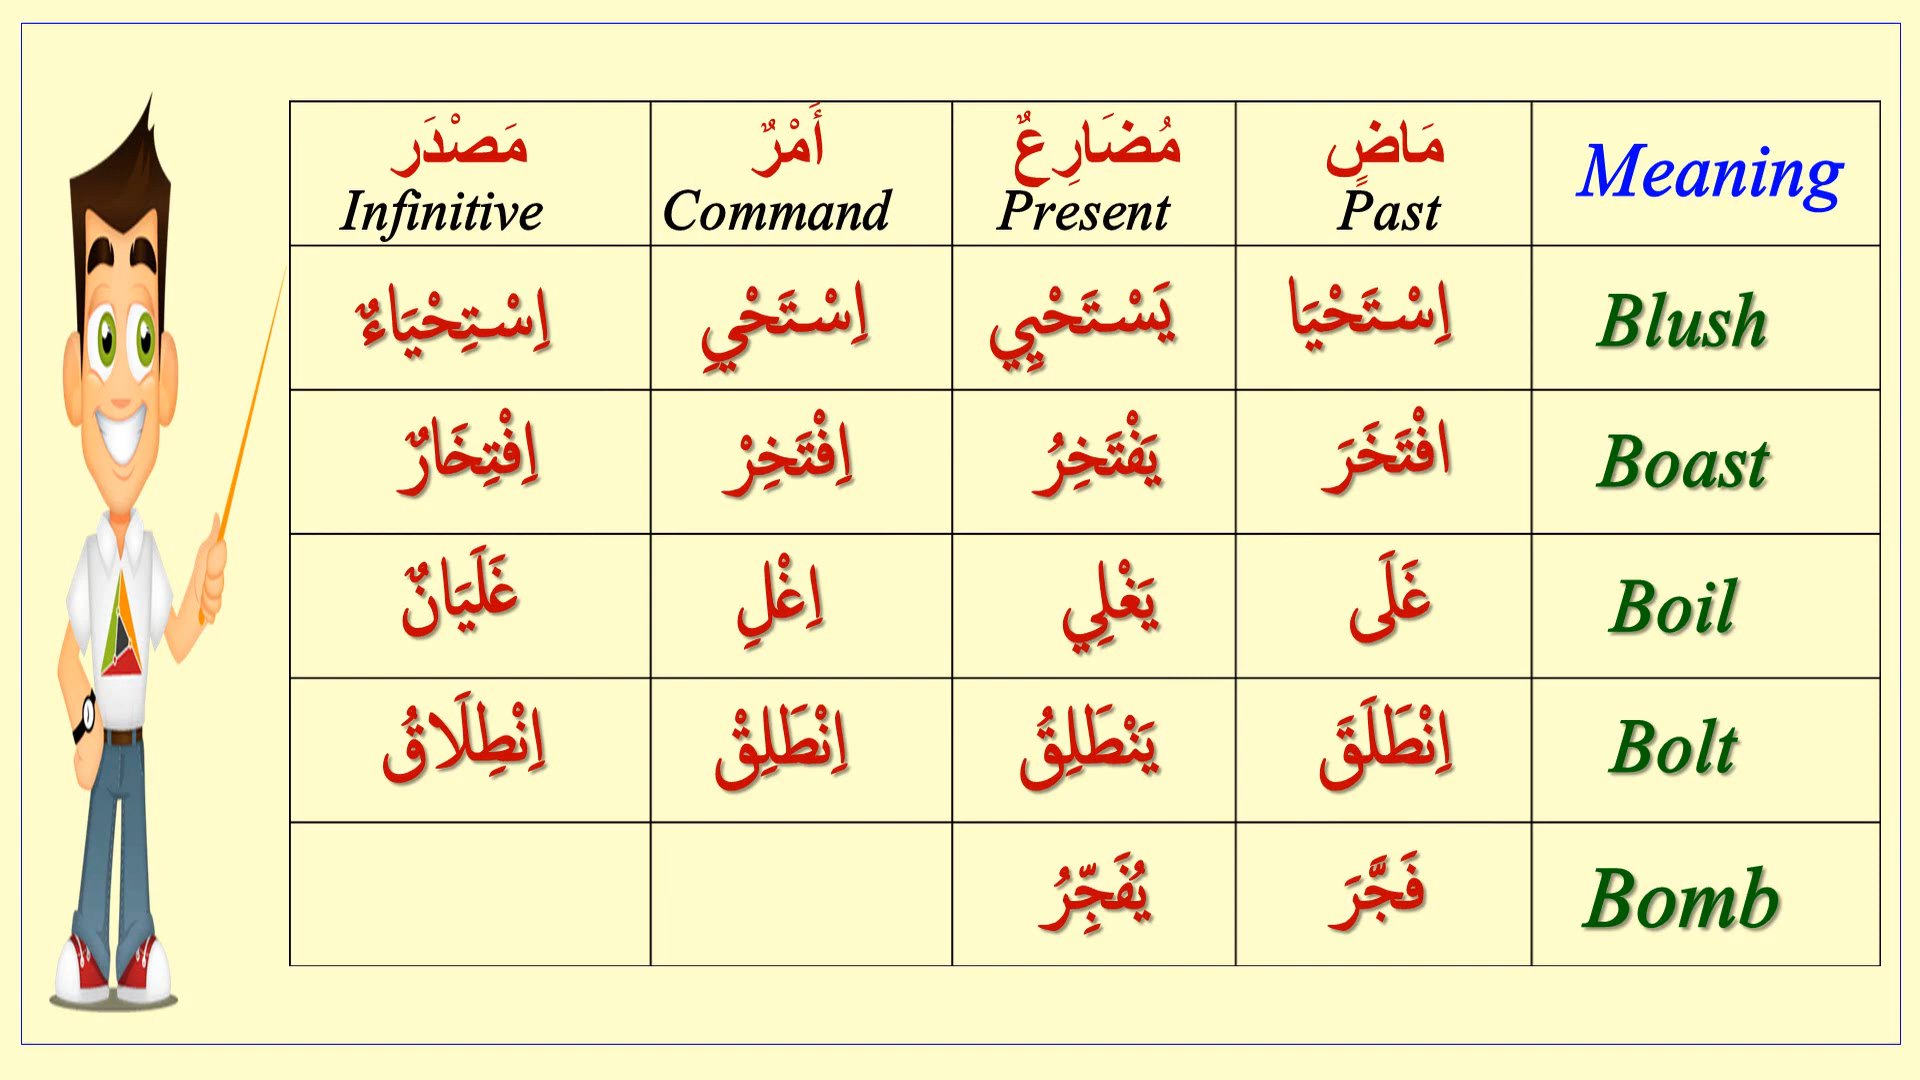 مَاضٍ مُضَارِعٌ أَمْرٌ مَصْدَر
Meaning Past Present Command Infinitive
Blush اِسْتَحْيَا يَسْتَحْيِي اِسْتَحْيِ اِسْتِحْيَاءٌ
Boast افْتَخَرَ يَفْتَخِرُ اِفْتَخِرْ اِفْتِخَارٌ
Boil غَلَى يَغْلِي اِغْلِ غَلَيَانٌ
Bolt اِنْطَلَقَ يَنْطَلِقُ اِنْطَلِقْ اِنْطِلَاقُ
Bomb فَجَّرَ يُفَجِّرُ